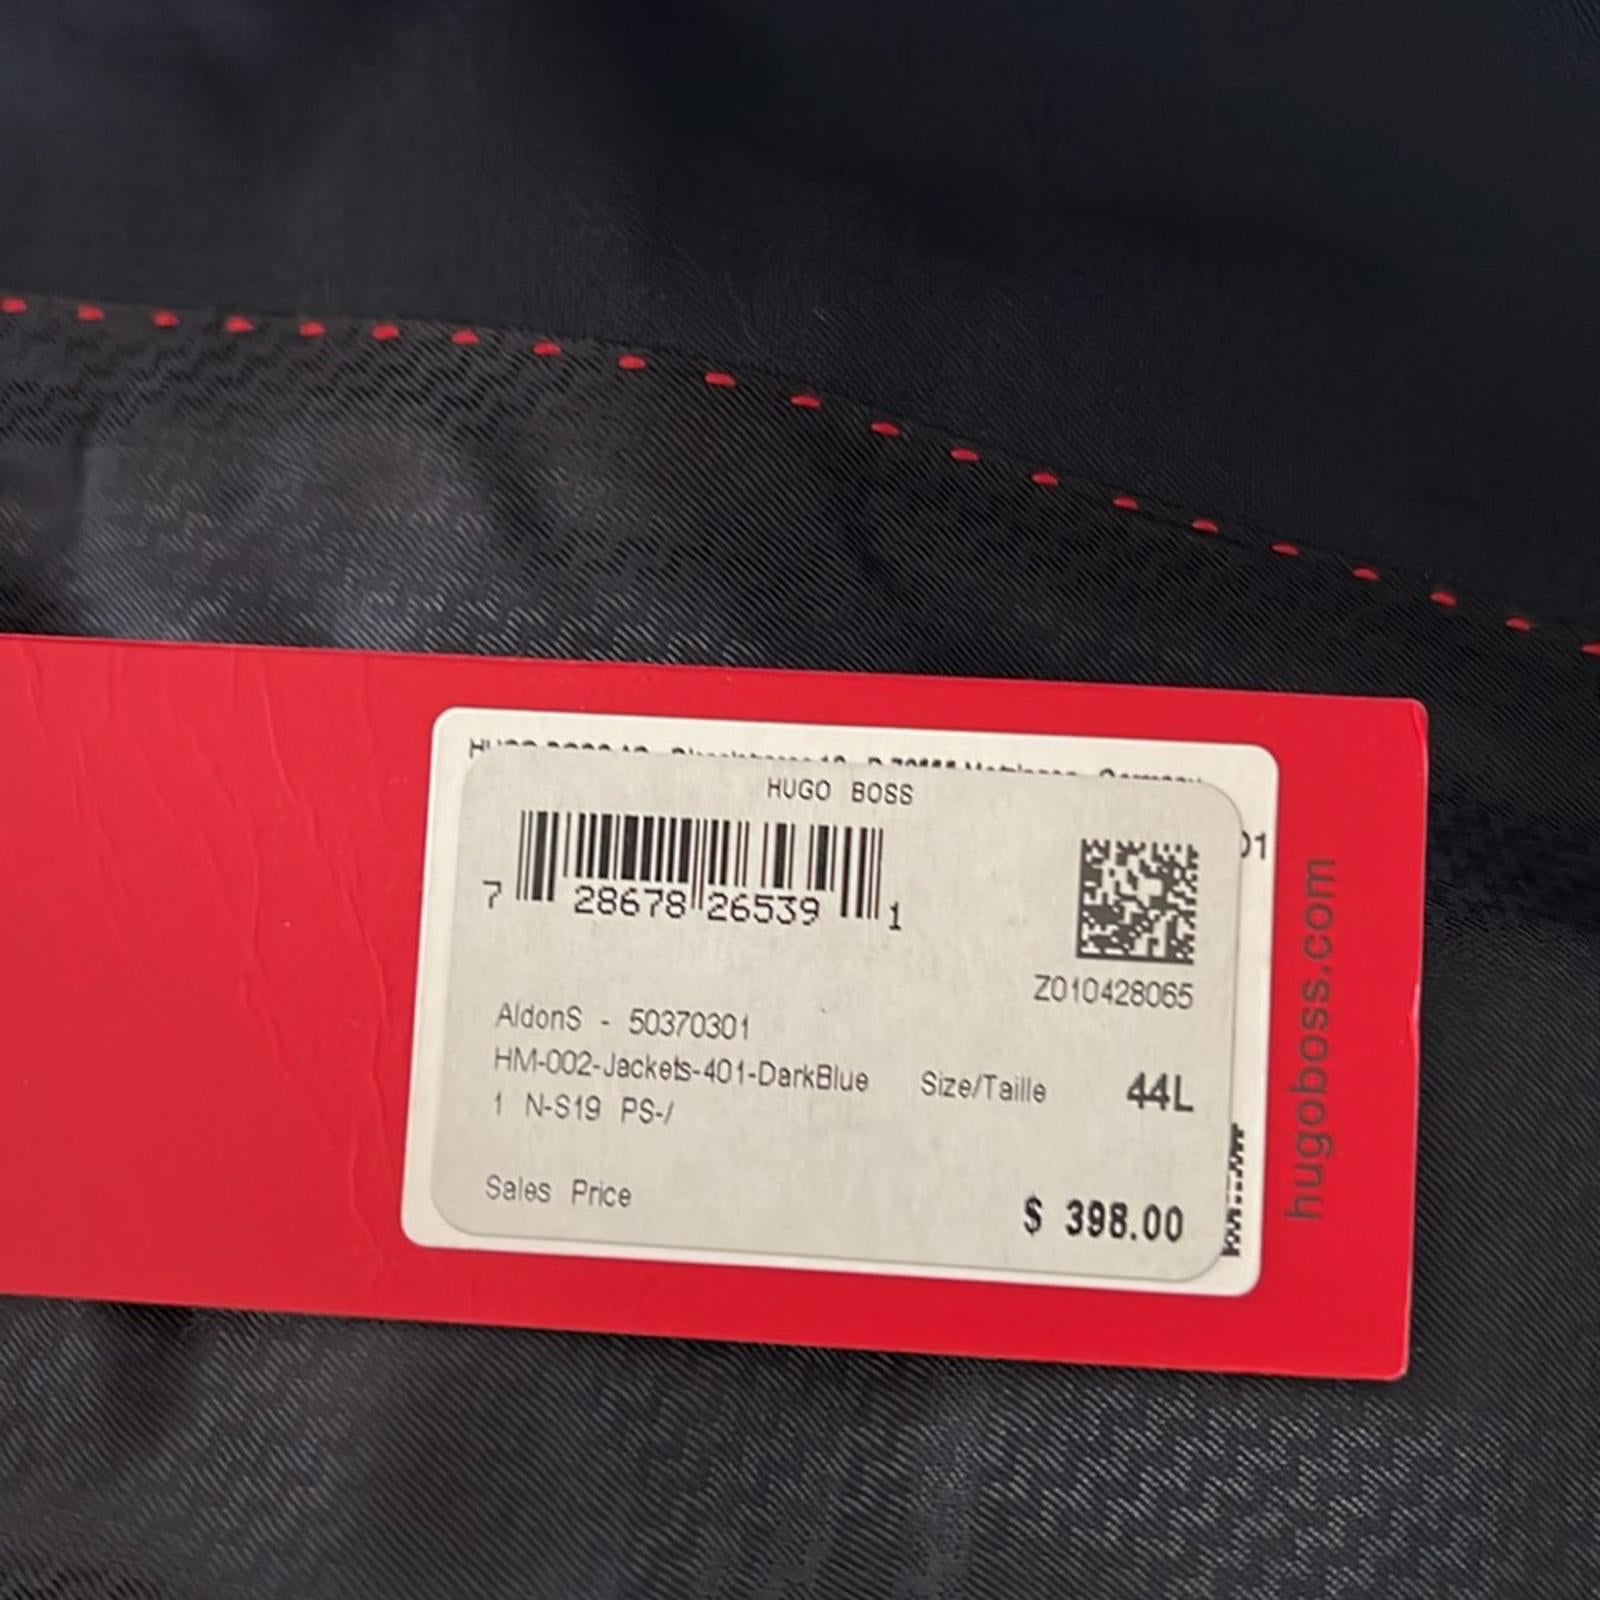 HUGO BOSS
7 28678 26539 1
Z010428065
AldonS - 50370301
HM-002-Jackets-401-DarkBlue Size/Taille 44L
1 N-S19 PS-/
Sales Price $ 398.00
hugoboss.com